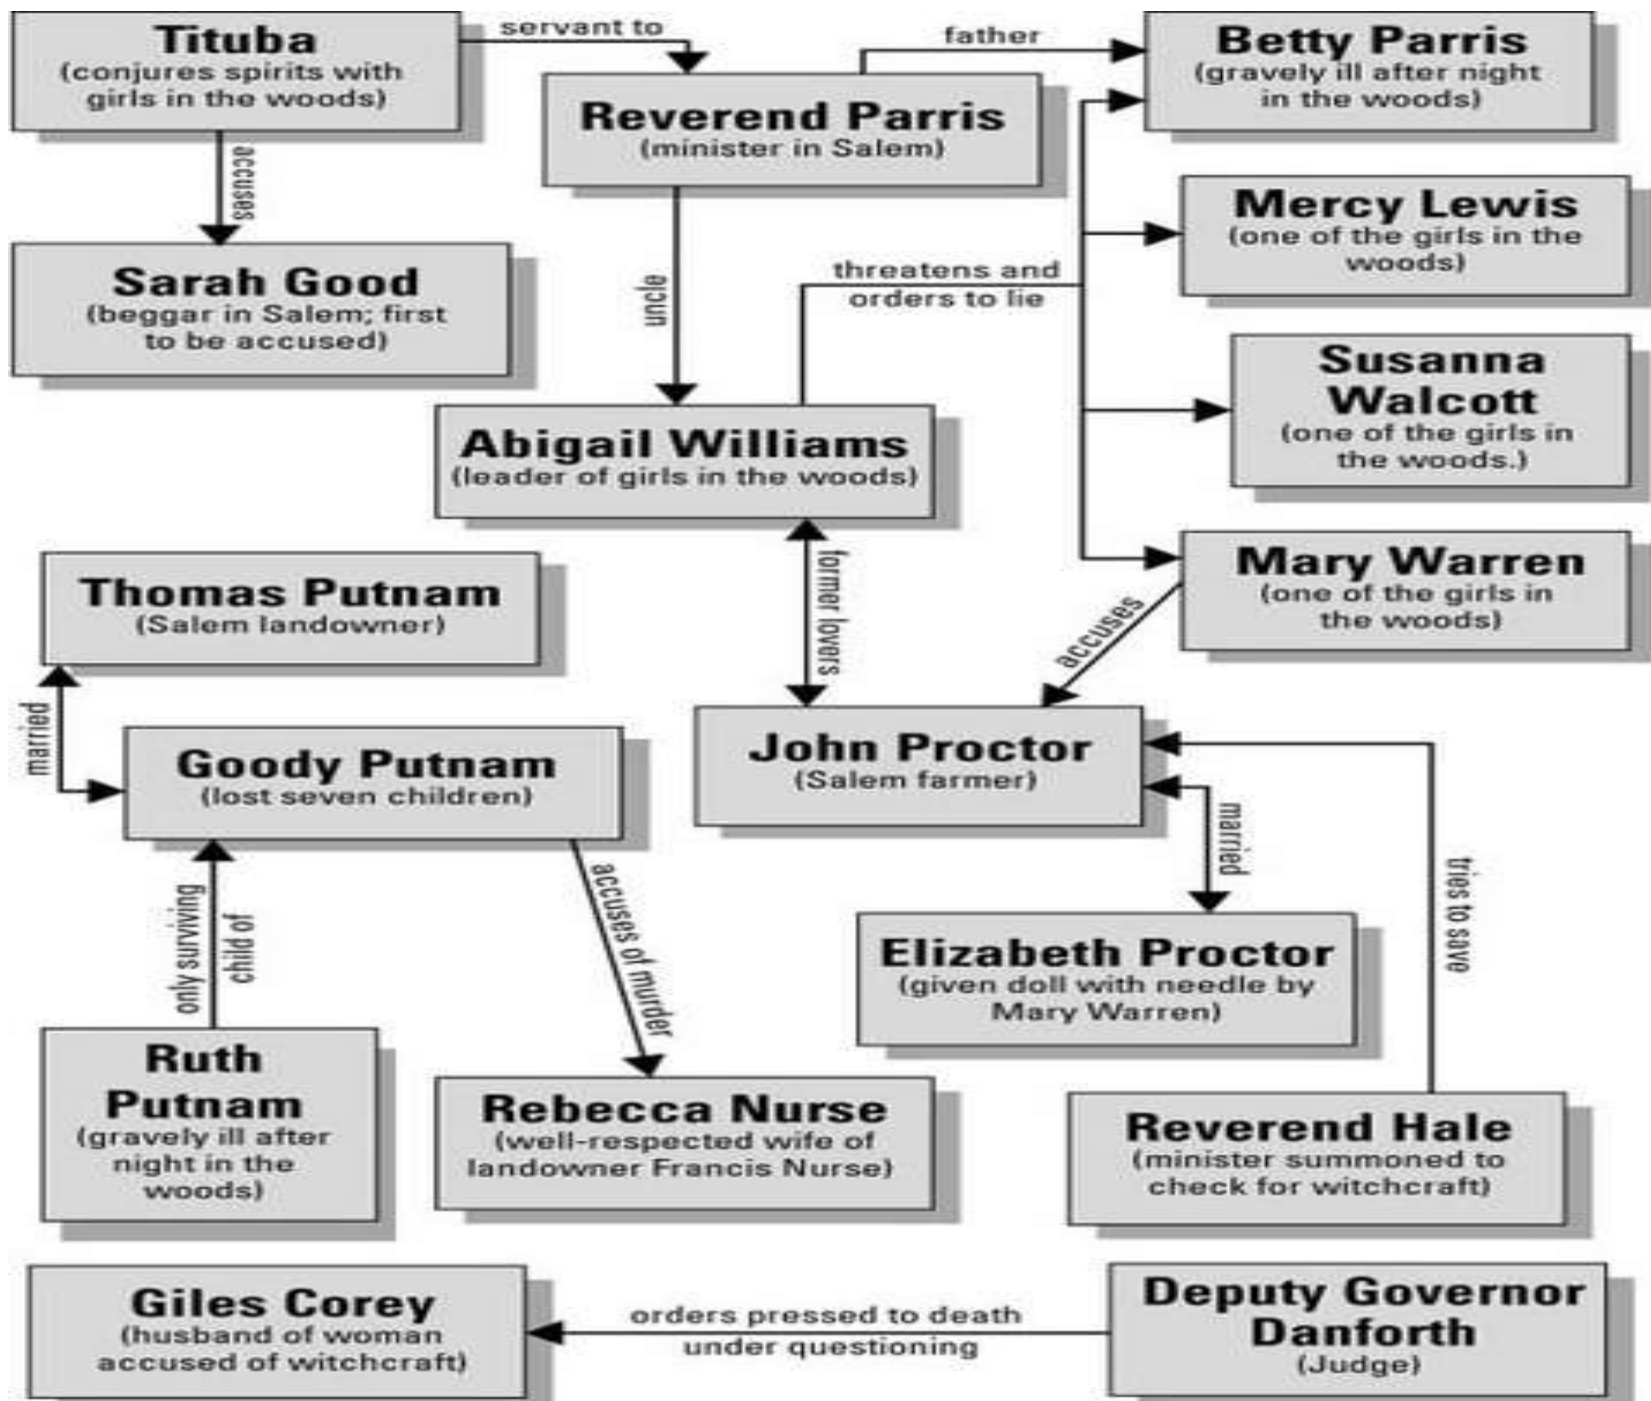 Tituba
(conjures spirits with
girls in the woods)
servant to
father
Betty Parris
(gravely ill after night
in the woods)
Reverend Parris
(minister in Salem)
accuses
Mercy Lewis
(one of the girls in the
woods)
Sarah Good
(beggar in Salem; first
to be accused)
uncle
threatens and
orders to lie
Susanna
Walcott
(one of the girls in
the woods.)
Abigail Williams
(leader of girls in the woods)
Mary Warren
(one of the girls in
the woods)
Thomas Putnam
(Salem landowner)
former lovers
accuses
married
Goody Putnam
(lost seven children)
John Proctor
(Salem farmer)
married
tries to save
only surviving
child of
accuses of murder
Elizabeth Proctor
(given doll with needle by
Mary Warren)
Ruth
Putnam
(gravely ill after
night in the
woods)
Rebecca Nurse
(well-respected wife of
landowner Francis Nurse)
Reverend Hale
(minister summoned to
check for witchcraft)
Giles Corey
(husband of woman
accused of witchcraft)
orders pressed to death
under questioning
Deputy Governor
Danforth
(Judge)